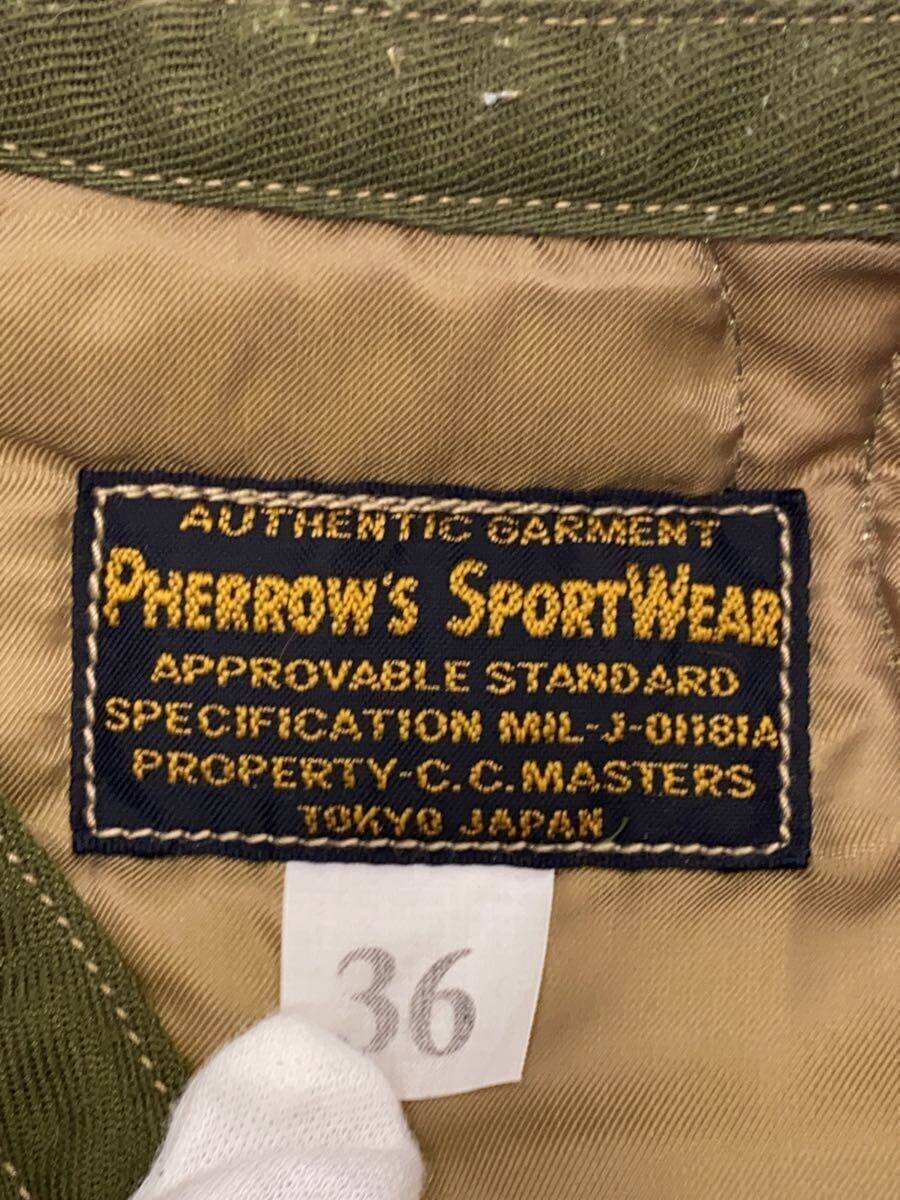 AUTHENTIC GARMENT
PHERROW'S SPORTWEAR
APPROVABLE STANDARD
SPECIFICATION MIL-J-01181A
PROPERTY-C.C.MASTERS
TOKYO JAPAN
36